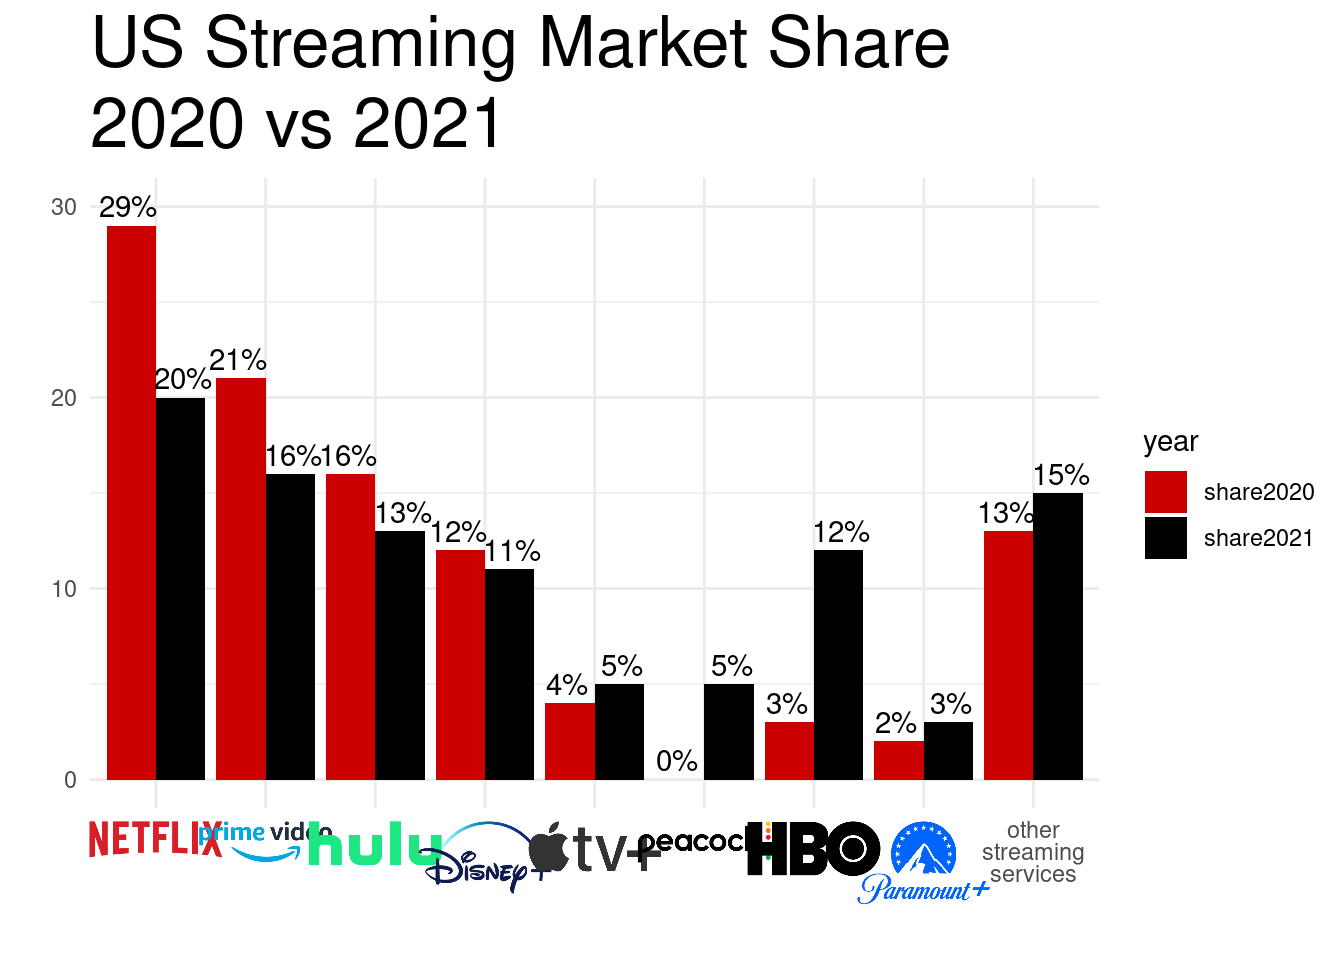 US Streaming Market Share
2020 vs 2021
30
20
10
0
29%
20%
21%
16%
16%
13%
12%
11%
4%
5%
0%
5%
3%
12%
2%
3%
13%
15%
year
share2020
share2021
NETFLIX
prime video
hulu
Disney+
tv+
peacock
HBO
Paramount+
other
streaming
services